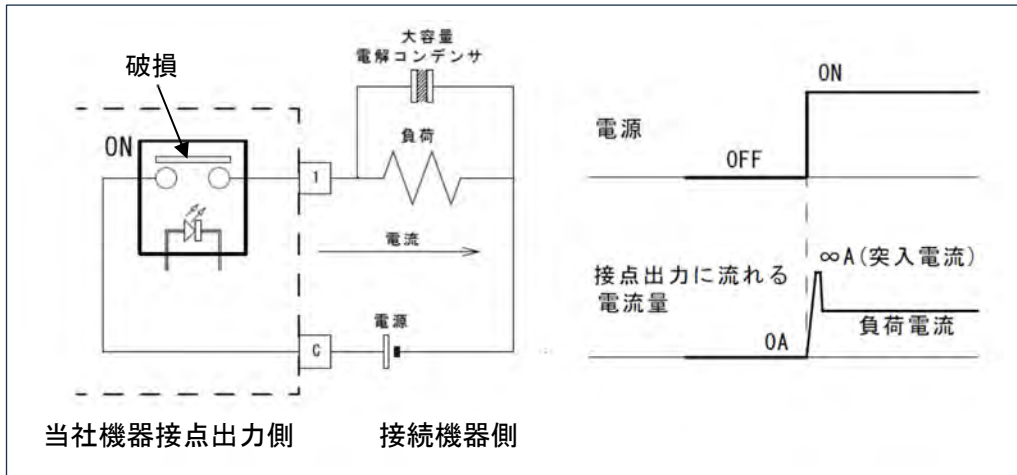 大容量
電解コンデンサ
破損
ON
負荷
1
電流
電源
C
当社機器接点出力側
接続機器側
ON
電源
OFF
∞A(突入電流)
接点出力に流れる
電流量
負荷電流
0A